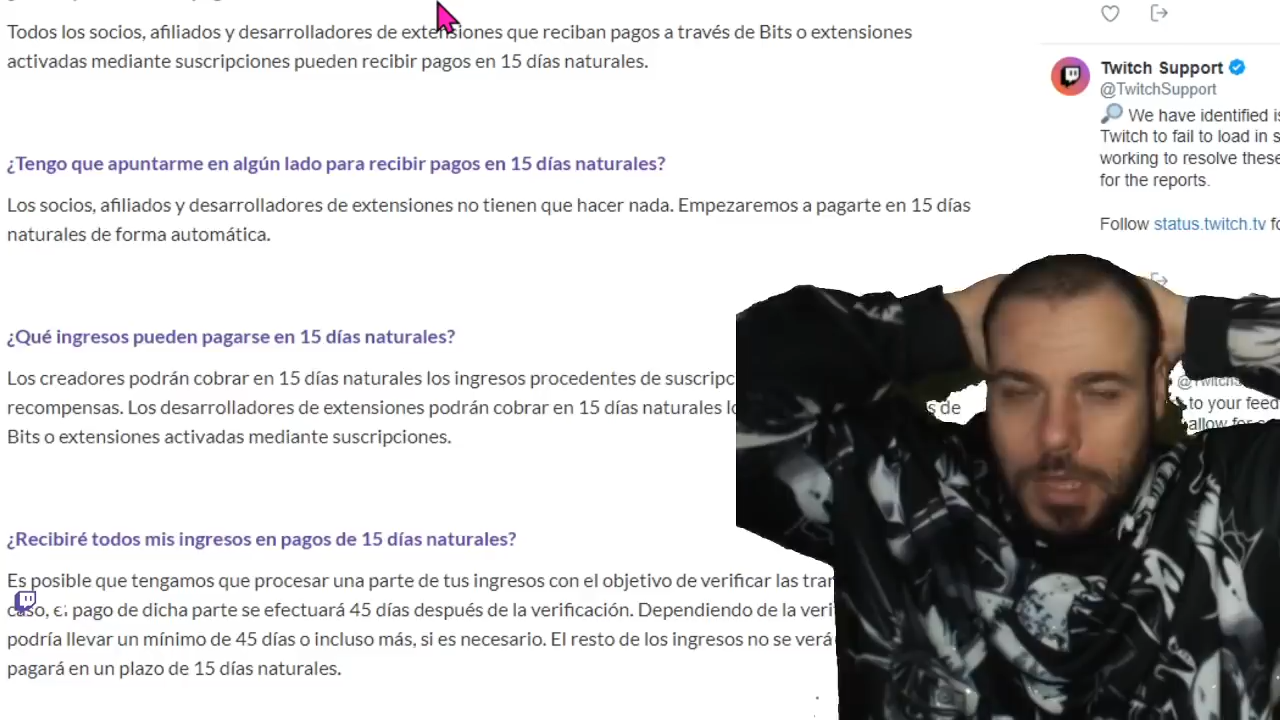 Todos los socios, afiliados y desarrolladores de extensiones que reciban pagos a través de Bits o extensiones
activadas mediante suscripciones pueden recibir pagos en 15 días naturales.
¿Tengo que apuntarme en algún lado para recibir pagos en 15 días naturales?
Los socios, afiliados y desarrolladores de extensiones no tienen que hacer nada. Empezaremos a pagarte en 15 días
naturales de forma automática.
¿Qué ingresos pueden pagarse en 15 días naturales?
Los creadores podrán cobrar en 15 días naturales los ingresos procedentes de suscripc
recompensas. Los desarrolladores de extensiones podrán cobrar en 15 días naturales s de
Bits o extensiones activadas mediante suscripciones.
¿Recibiré todos mis ingresos en pagos de 15 días naturales?
Es posible que tengamos que procesar una parte de tus ingresos con el objetivo de verificar las tran
caso, el pago de dicha parte se efectuará 45 días después de la verificación. Dependiendo de la veri
podría llevar un mínimo de 45 días o incluso más, si es necesario. El resto de los ingresos no se verá
pagará en un plazo de 15 días naturales.
Twitch Support
@TwitchSupport
We have identified is
Twitch to fail to load in s
working to resolve these
for the reports.
Follow status.twitch.tv fo
to your feed
allow for